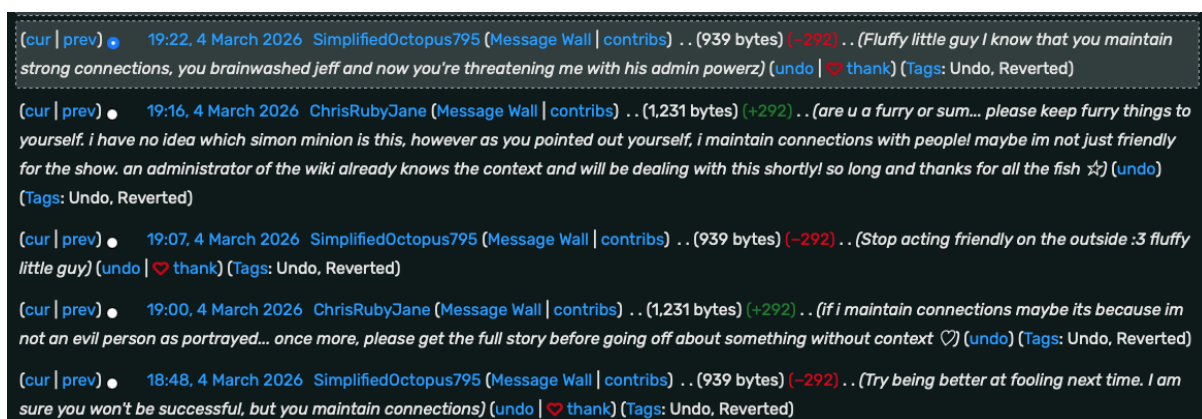 (cur | prev) 19:22, 4 March 2026 SimplifiedOctopus795 (Message Wall | contribs) . . (939 bytes) (−292) . . (Fluffy little guy I know that you maintain
strong connections, you brainwashed jeff and now you're threatening me with his admin powerz) (undo | thank) (Tags: Undo, Reverted)
(cur | prev) 19:16, 4 March 2026 ChrisRubyJane (Message Wall | contribs) . . (1,231 bytes) (+292) . . (are u a furry or sum... please keep furry things to
yourself. i have no idea which simon minion is this, however as you pointed out yourself, i maintain connections with people! maybe im not just friendly
for the show. an administrator of the wiki already knows the context and will be dealing with this shortly! so long and thanks for all the fish ☆) (undo)
(Tags: Undo, Reverted)
(cur | prev) 19:07, 4 March 2026 SimplifiedOctopus795 (Message Wall | contribs) . . (939 bytes) (−292) . . (Stop acting friendly on the outside :3 fluffy
little guy) (undo | thank) (Tags: Undo, Reverted)
(cur | prev) 19:00, 4 March 2026 ChrisRubyJane (Message Wall | contribs) . . (1,231 bytes) (+292) . . (if i maintain connections maybe its because im
not an evil person as portrayed... once more, please get the full story before going off about something without context ♡) (undo) (Tags: Undo, Reverted)
(cur | prev) 18:48, 4 March 2026 SimplifiedOctopus795 (Message Wall | contribs) . . (939 bytes) (−292) . . (Try being better at fooling next time. I am
sure you won't be successful, but you maintain connections) (undo | thank) (Tags: Undo, Reverted)